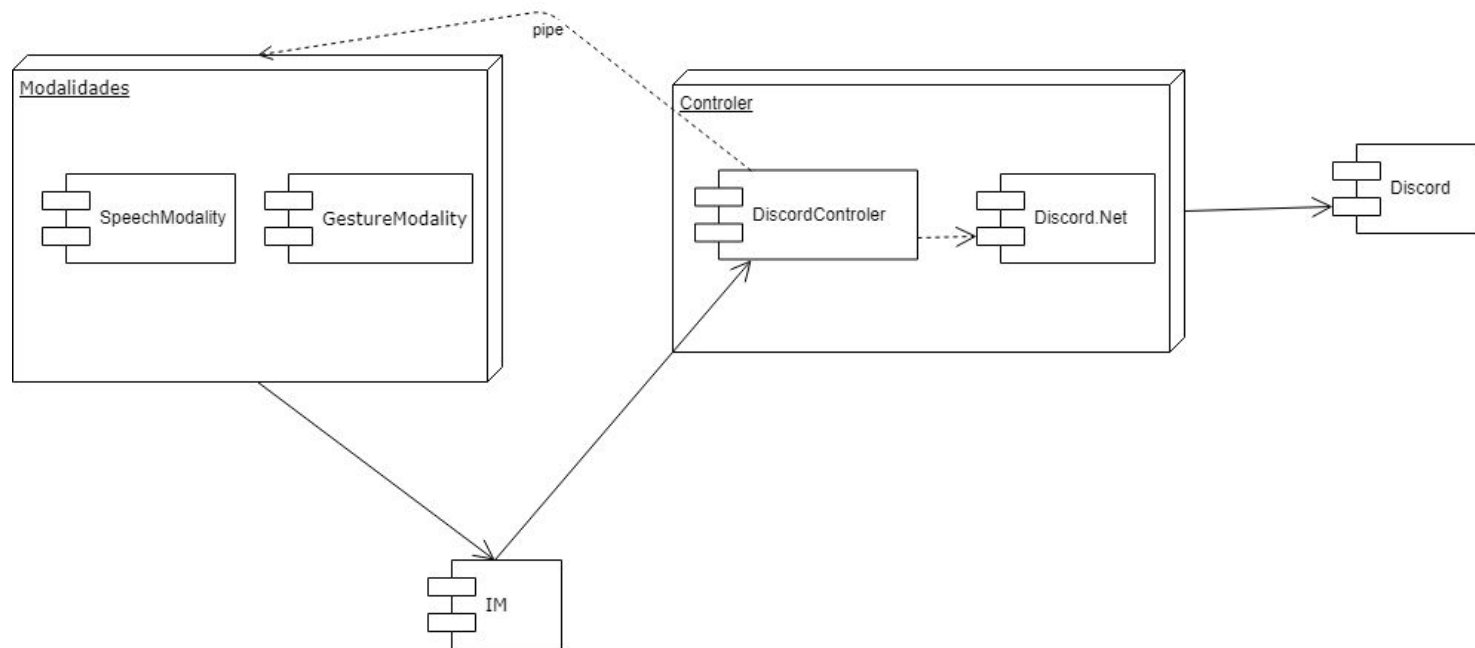 pipe
Modalidades
Controler
SpeechModality
GestureModality
DiscordControler
Discord.Net
Discord
IM